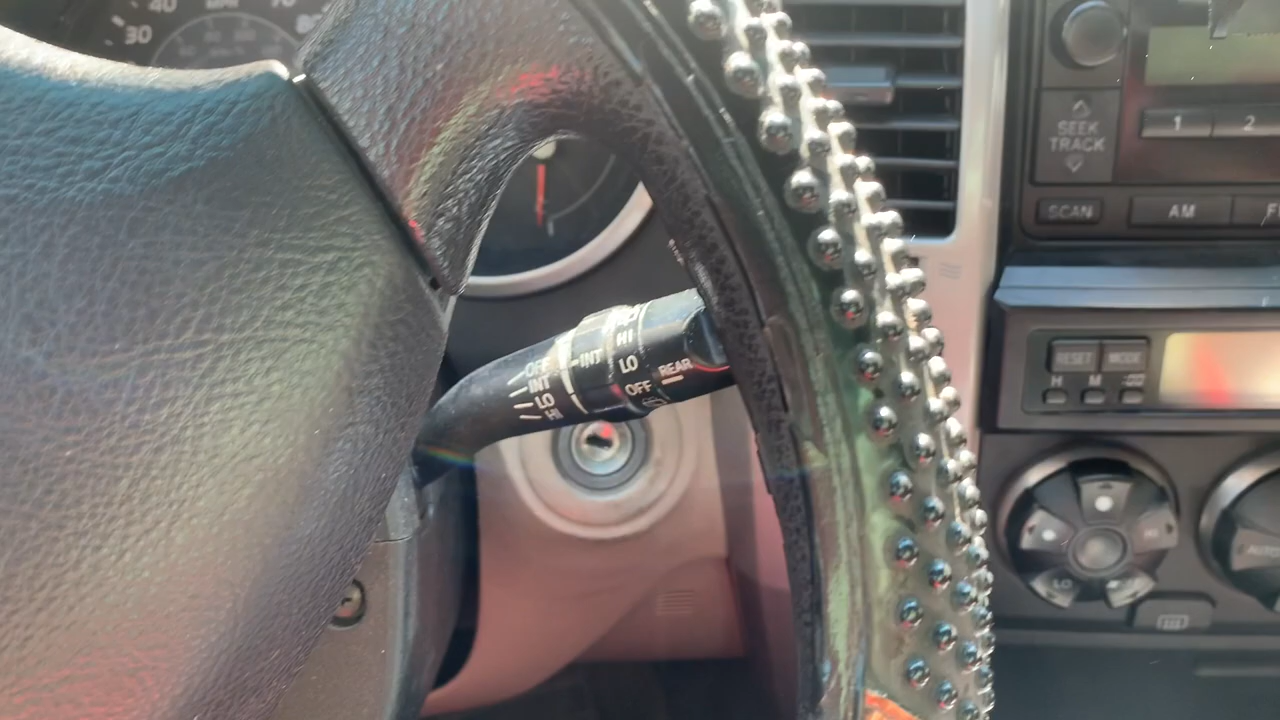 40
30
SEEK
TRACK
1 2
SCAN
AM
RESET MODE
H M :00
HI
INT
LO
OFF
REAR
OFF
INT
LO
HI
LO
AUTO